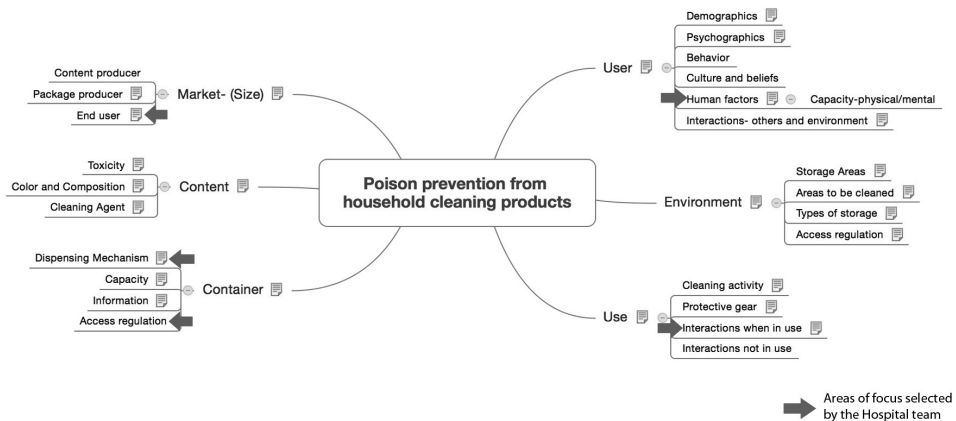 Poison prevention from
household cleaning products
Market- (Size)
Content producer
Package producer
End user
Content
Toxicity
Color and Composition
Cleaning Agent
Container
Dispensing Mechanism
Capacity
Information
Access regulation
User
Demographics
Psychographics
Behavior
Culture and beliefs
Human factors
Capacity-physical/mental
Interactions- others and environment
Environment
Storage Areas
Areas to be cleaned
Types of storage
Access regulation
Use
Cleaning activity
Protective gear
Interactions when in use
Interactions not in use
Areas of focus selected
by the Hospital team